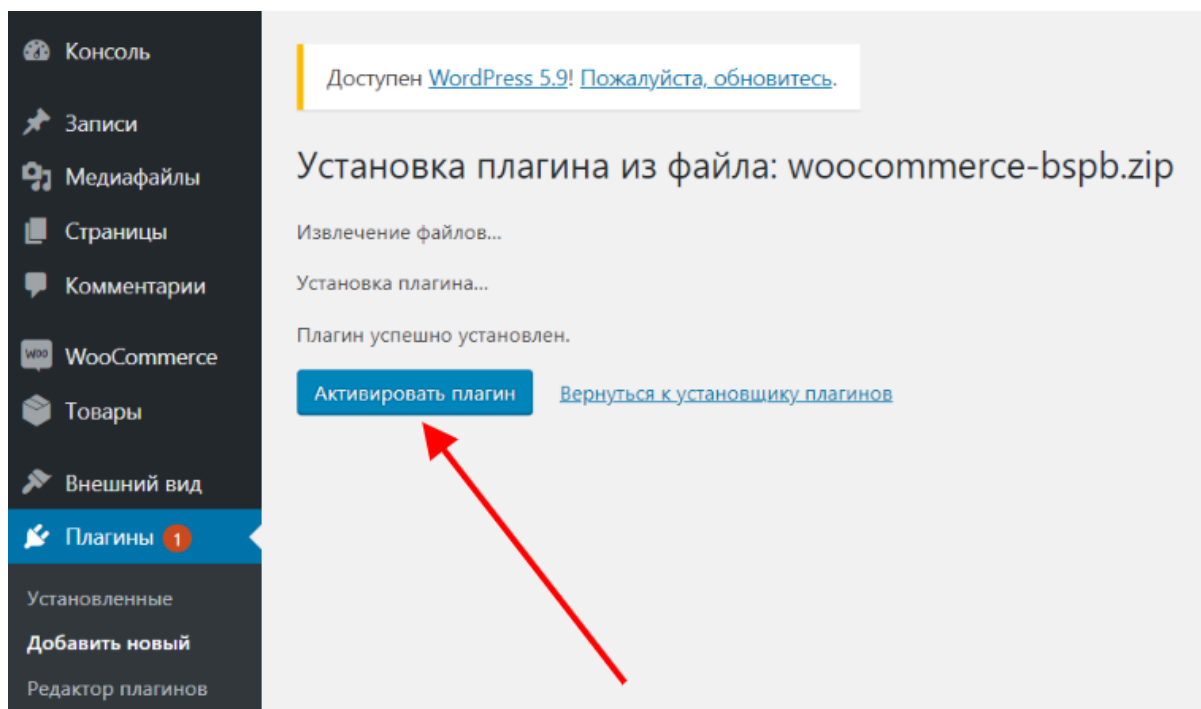 Консоль
Записи
Медиафайлы
Страницы
Комментарии
Woo WooCommerce
Товары
Внешний вид
Плагины 1
Установленные
Добавить новый
Редактор плагинов
Доступен WordPress 5.9! Пожалуйста, обновитесь.
Установка плагина из файла: woocommerce-bspb.zip
Извлечение файлов...
Установка плагина...
Плагин успешно установлен.
Активировать плагин Вернуться к установщику плагинов